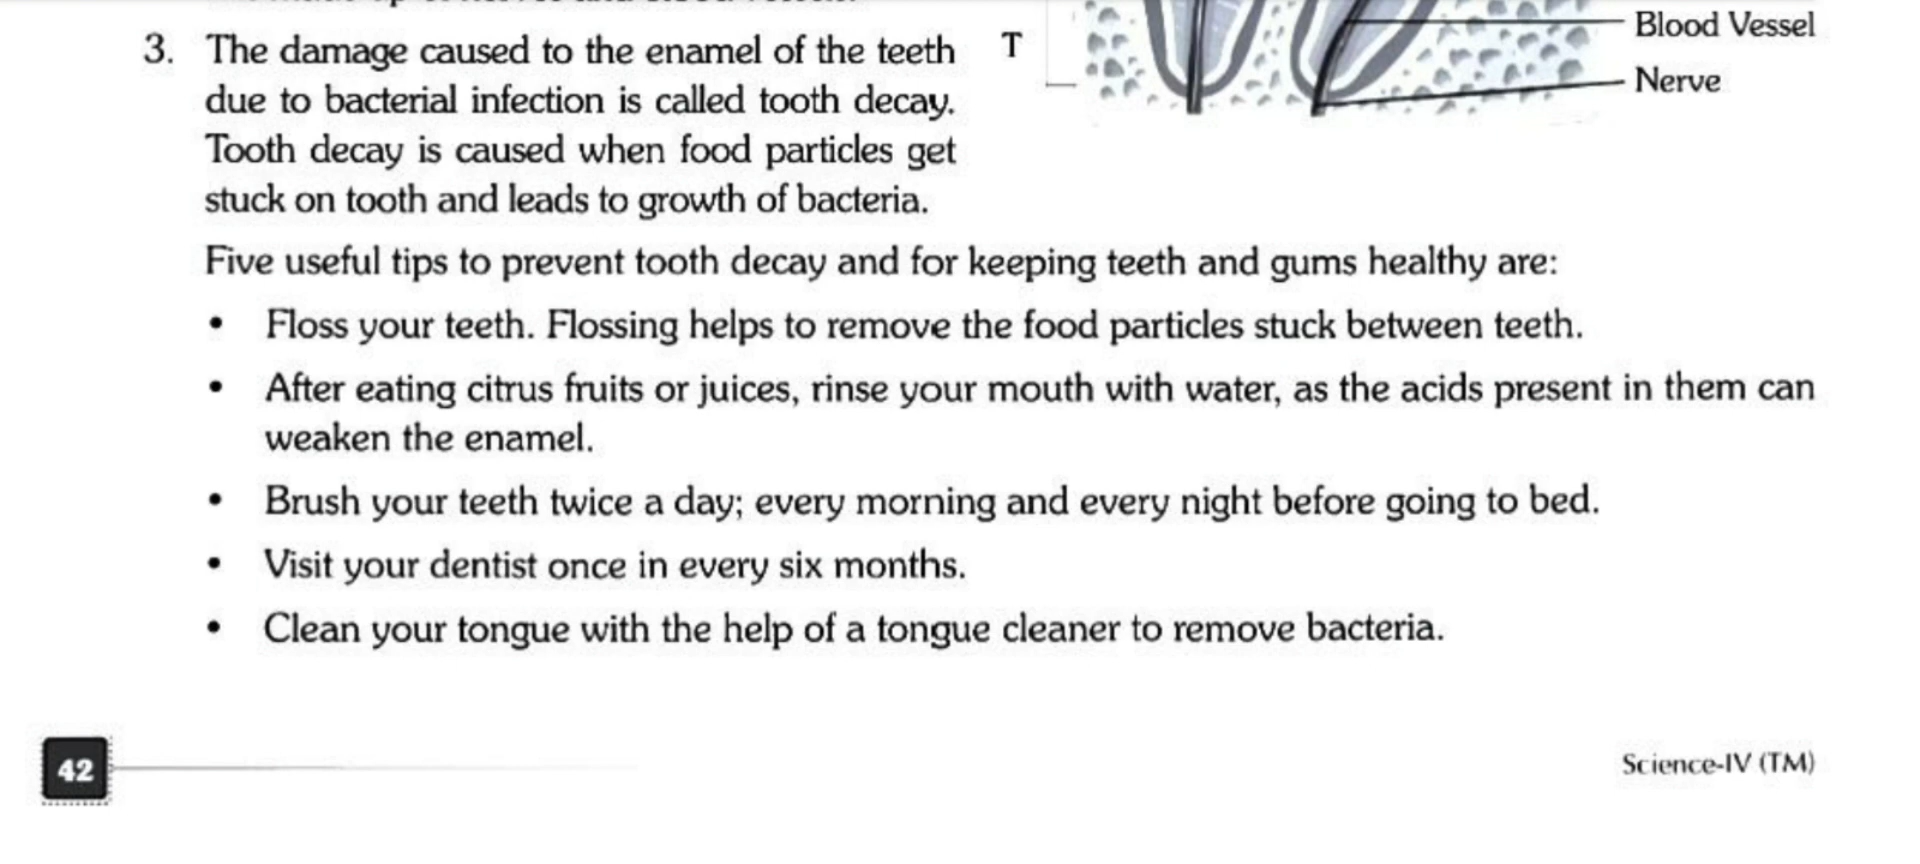 3. The damage caused to the enamel of the teeth
due to bacterial infection is called tooth decay.
Tooth decay is caused when food particles get
stuck on tooth and leads to growth of bacteria.
T
Blood Vessel
Nerve
Five useful tips to prevent tooth decay and for keeping teeth and gums healthy are:
• Floss your teeth. Flossing helps to remove the food particles stuck between teeth.
• After eating citrus fruits or juices, rinse your mouth with water, as the acids present in them can
weaken the enamel.
• Brush your teeth twice a day; every morning and every night before going to bed.
• Visit your dentist once in every six months.
• Clean your tongue with the help of a tongue cleaner to remove bacteria.
42
Science-IV (TM)